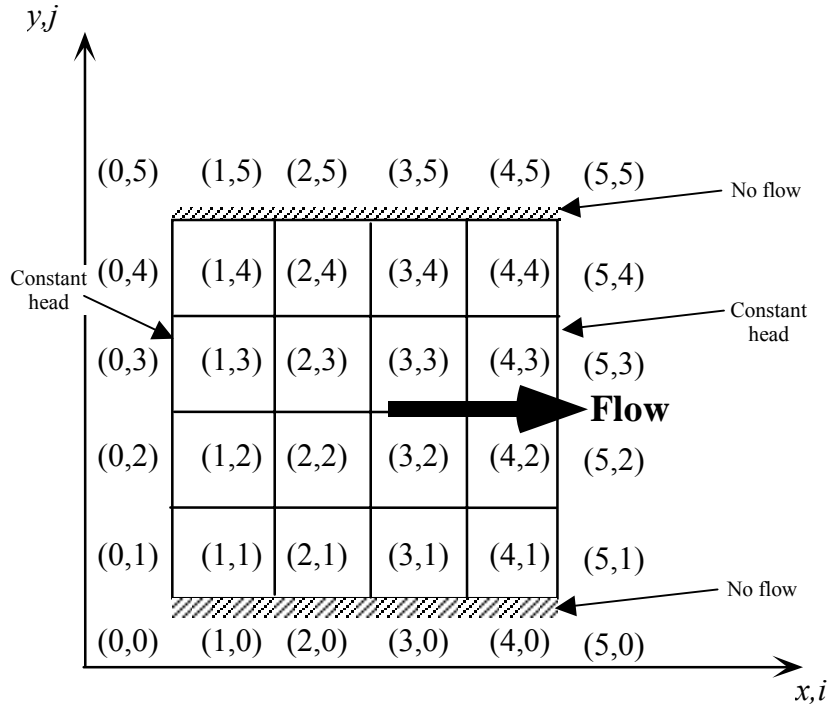 y,j
(0,5) (1,5) (2,5) (3,5) (4,5) (5,5)
No flow
Constant
head
(0,4) (1,4) (2,4) (3,4) (4,4) (5,4)
Constant
head
(0,3) (1,3) (2,3) (3,3) (4,3) (5,3)
Flow
(0,2) (1,2) (2,2) (3,2) (4,2) (5,2)
(0,1) (1,1) (2,1) (3,1) (4,1) (5,1)
No flow
(0,0) (1,0) (2,0) (3,0) (4,0) (5,0)
x,i